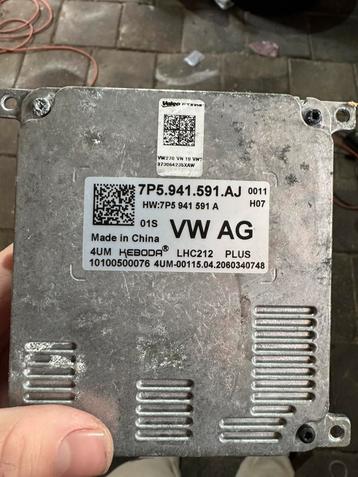 Valeo
VW270 VN 19 VW
7P5.941.591.AJ 0011
HW:7P5 941 591 A H07
01S VW AG
Made in China
4UM KEBODA® LHC212 PLUS
10100500076 4UM-00115.04.2060340748